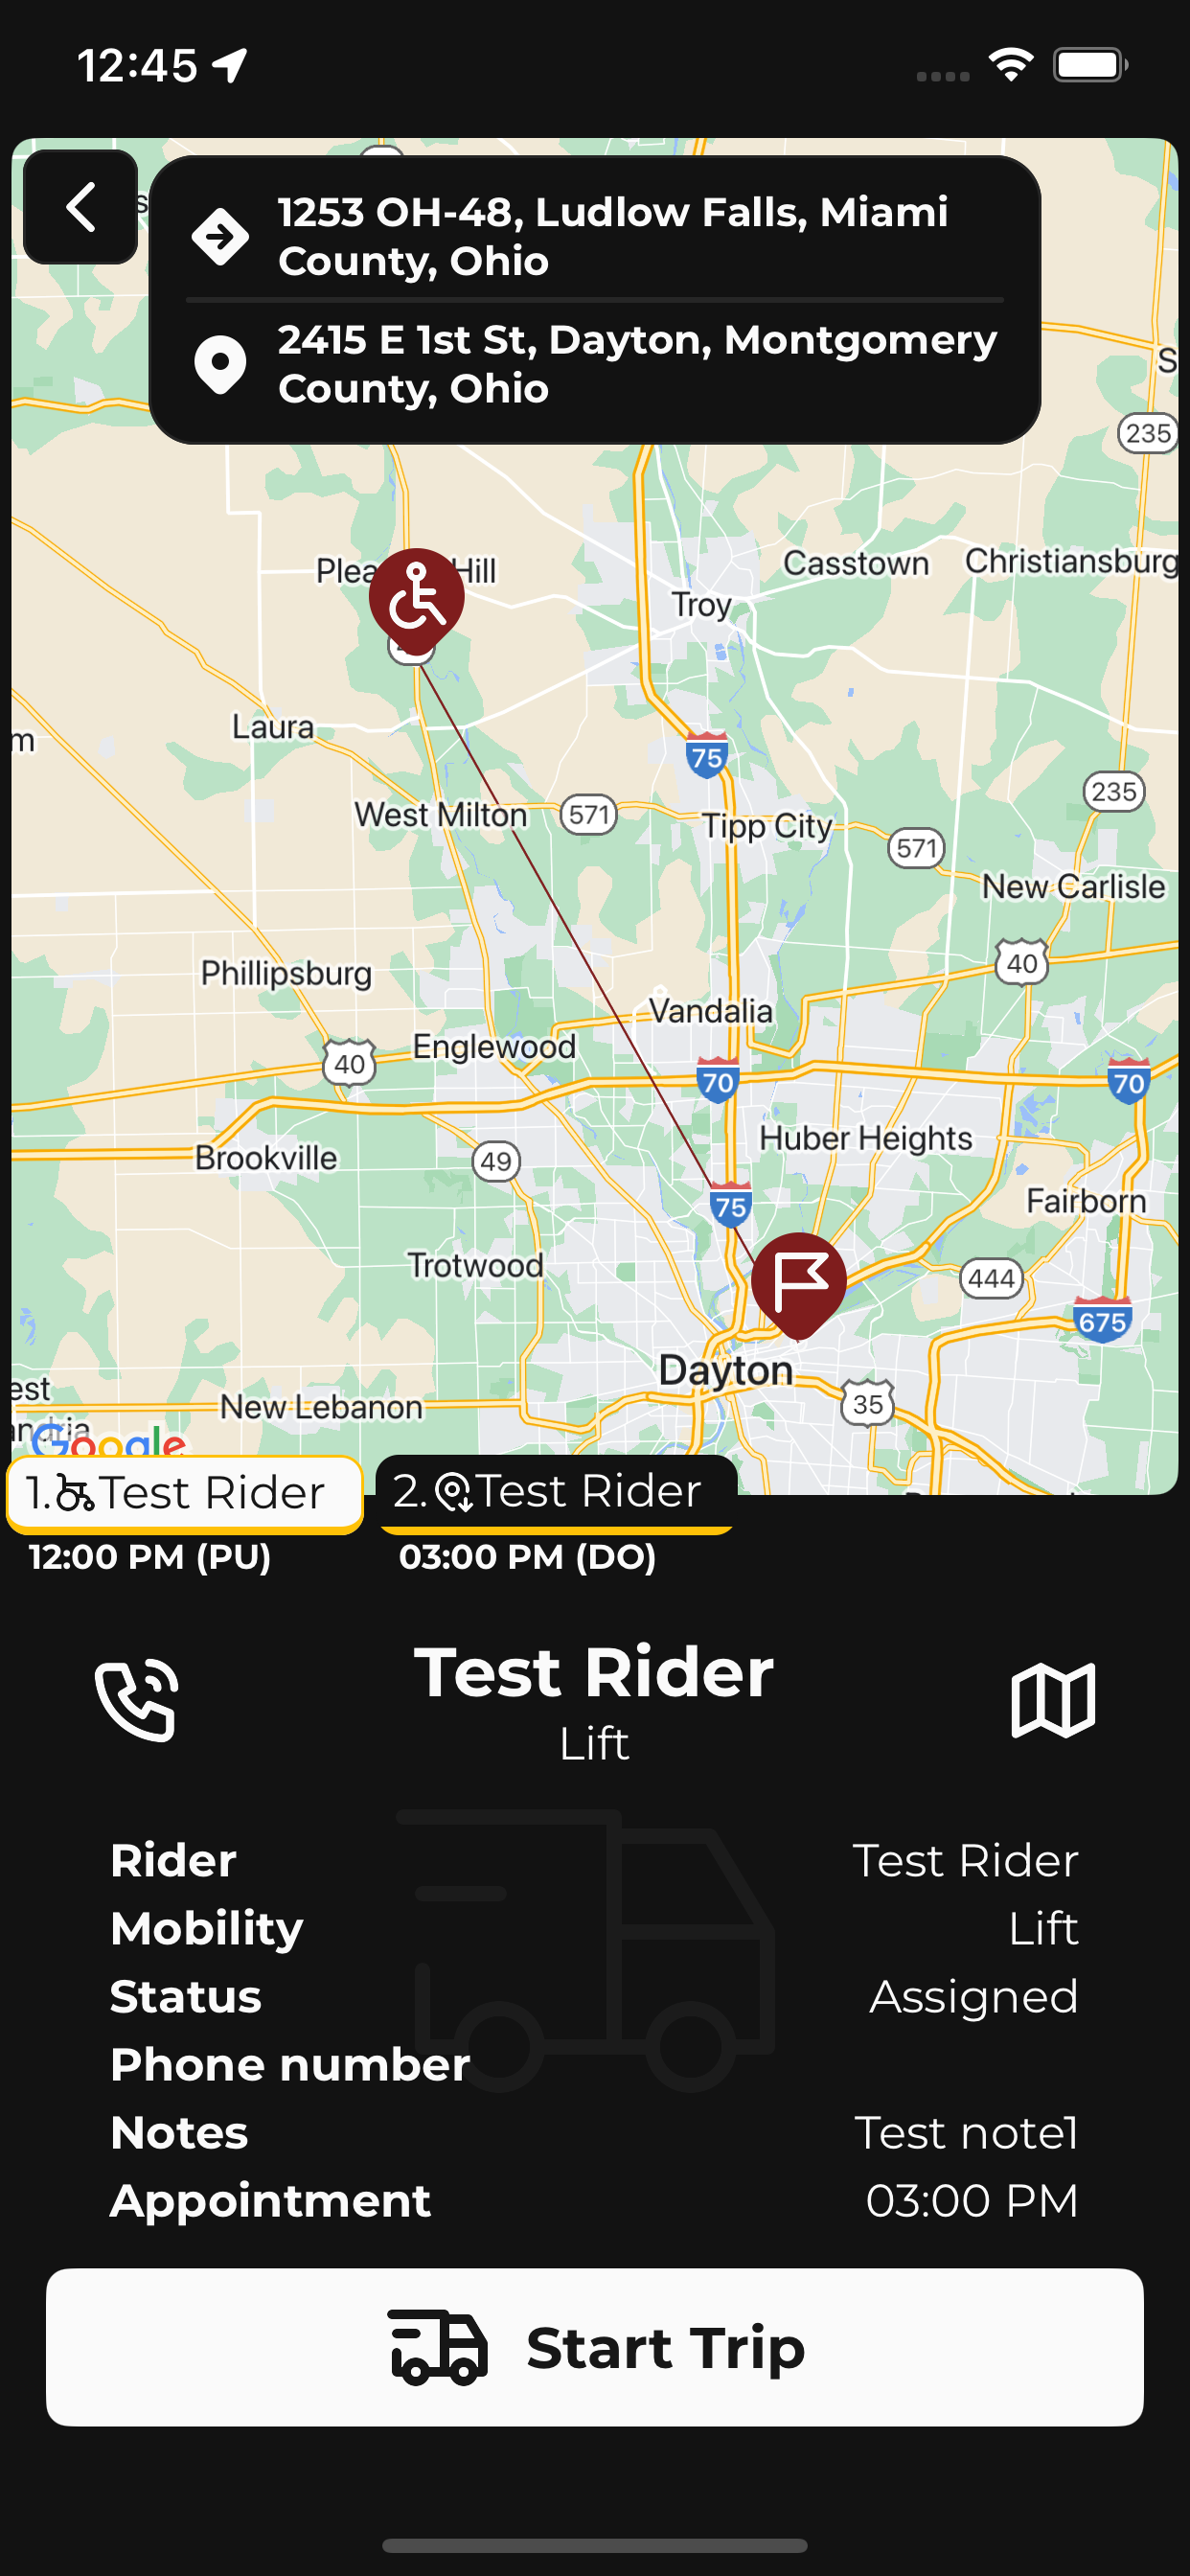 12:45
1253 OH-48, Ludlow Falls, Miami
County, Ohio
2415 E 1st St, Dayton, Montgomery
County, Ohio
235
Casstown
Christiansburg
Hill
Troy
Laura
75
235
West Milton
571
Tipp City
571
New Carlisle
40
Phillipsburg
Vandalia
Englewood
40
70
70
Huber Heights
Brookville
49
75
Fairborn
Trotwood
444
675
Dayton
35
New Lebanon
Google
1. Test Rider
2. Test Rider
12:00 PM (PU)
03:00 PM (DO)
Test Rider
Lift
Rider
Test Rider
Mobility
Lift
Status
Assigned
Phone number
Notes
Test note1
Appointment
03:00 PM
Start Trip